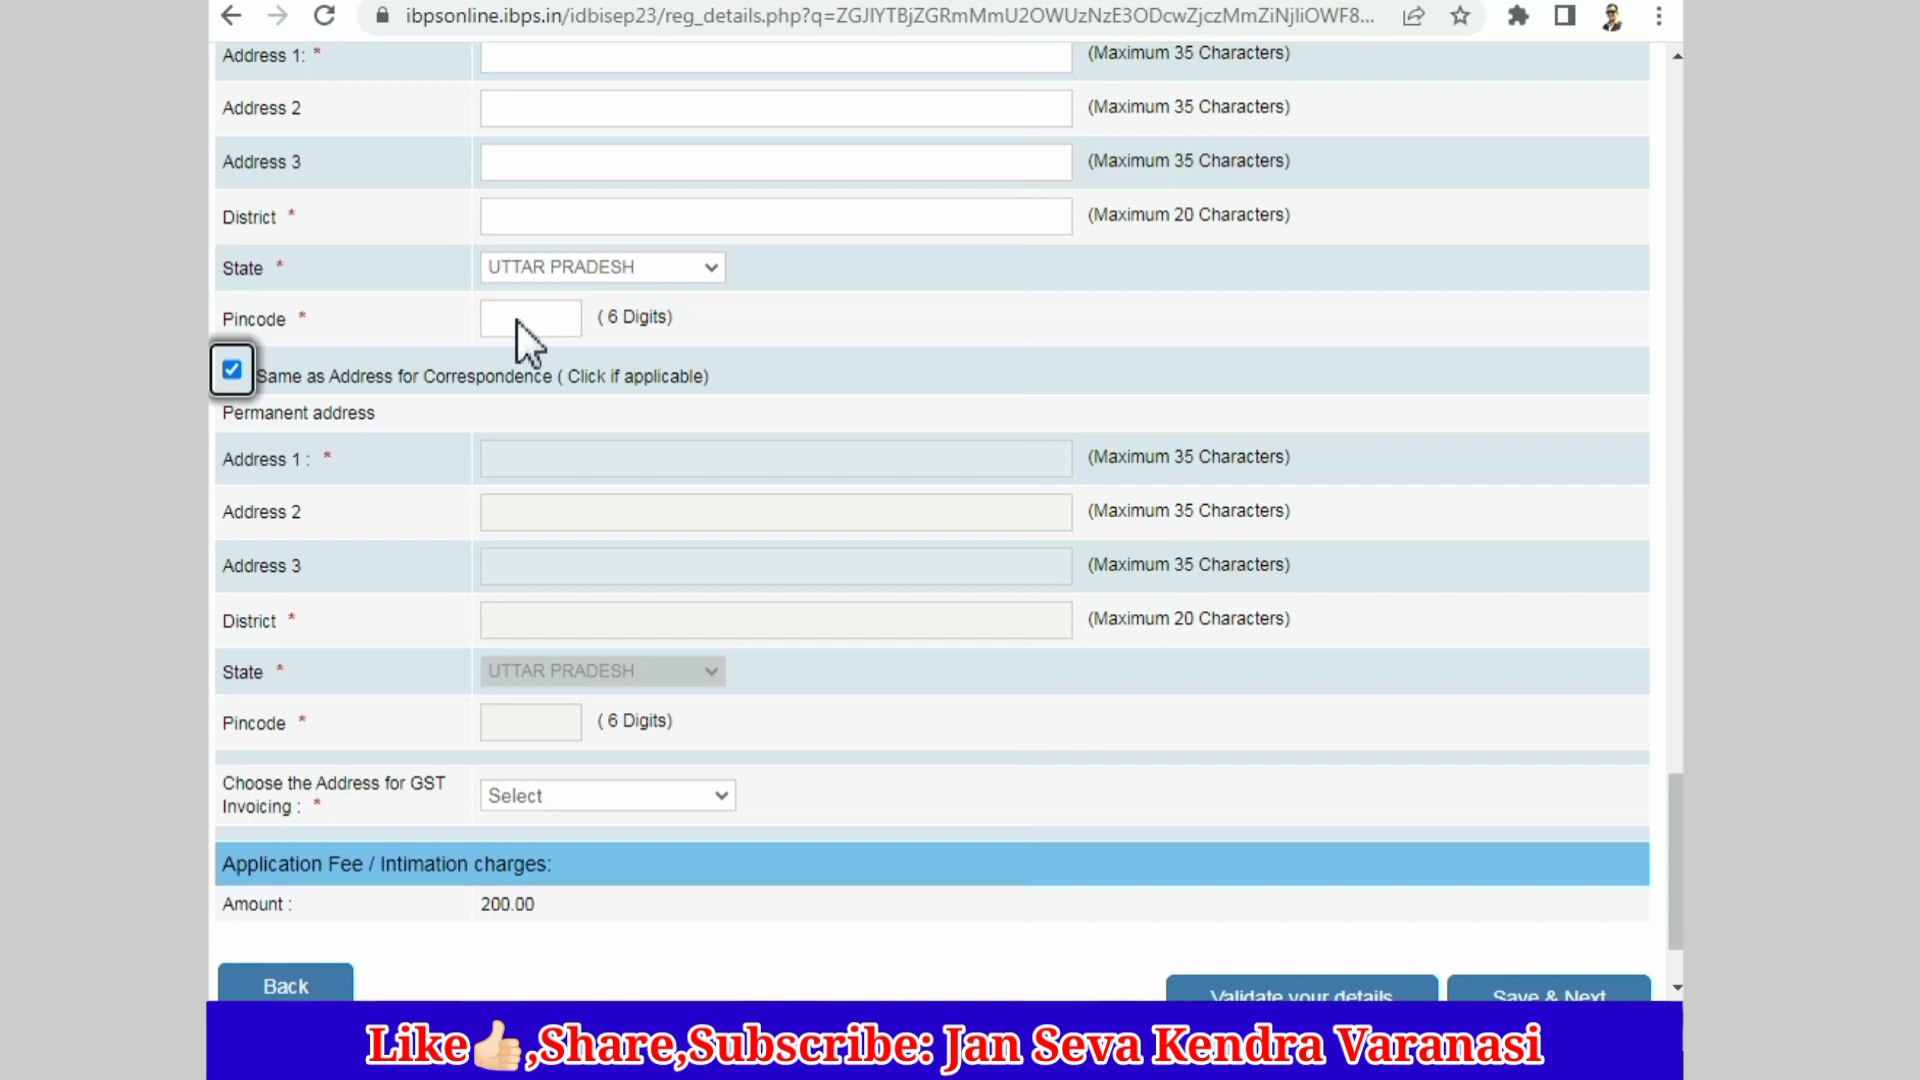 ibpsonline.ibps.in/idbisep23/reg_details.php?q=ZGJIYTBjZGRmMmU2OWUzNzE3ODcwZjczMmZiNjliOWF8...
Address 1: * (Maximum 35 Characters)
Address 2 (Maximum 35 Characters)
Address 3 (Maximum 35 Characters)
District * (Maximum 20 Characters)
State * UTTAR PRADESH
Pincode * ( 6 Digits)
Same as Address for Correspondence ( Click if applicable)
Permanent address
Address 1 : * (Maximum 35 Characters)
Address 2 (Maximum 35 Characters)
Address 3 (Maximum 35 Characters)
District * (Maximum 20 Characters)
State * UTTAR PRADESH
Pincode * ( 6 Digits)
Choose the Address for GST
Invoicing : * Select
Application Fee / Intimation charges:
Amount : 200.00
Back Validate your details Save & Next
Like👍🏻,Share,Subscribe: Jan Seva Kendra Varanasi